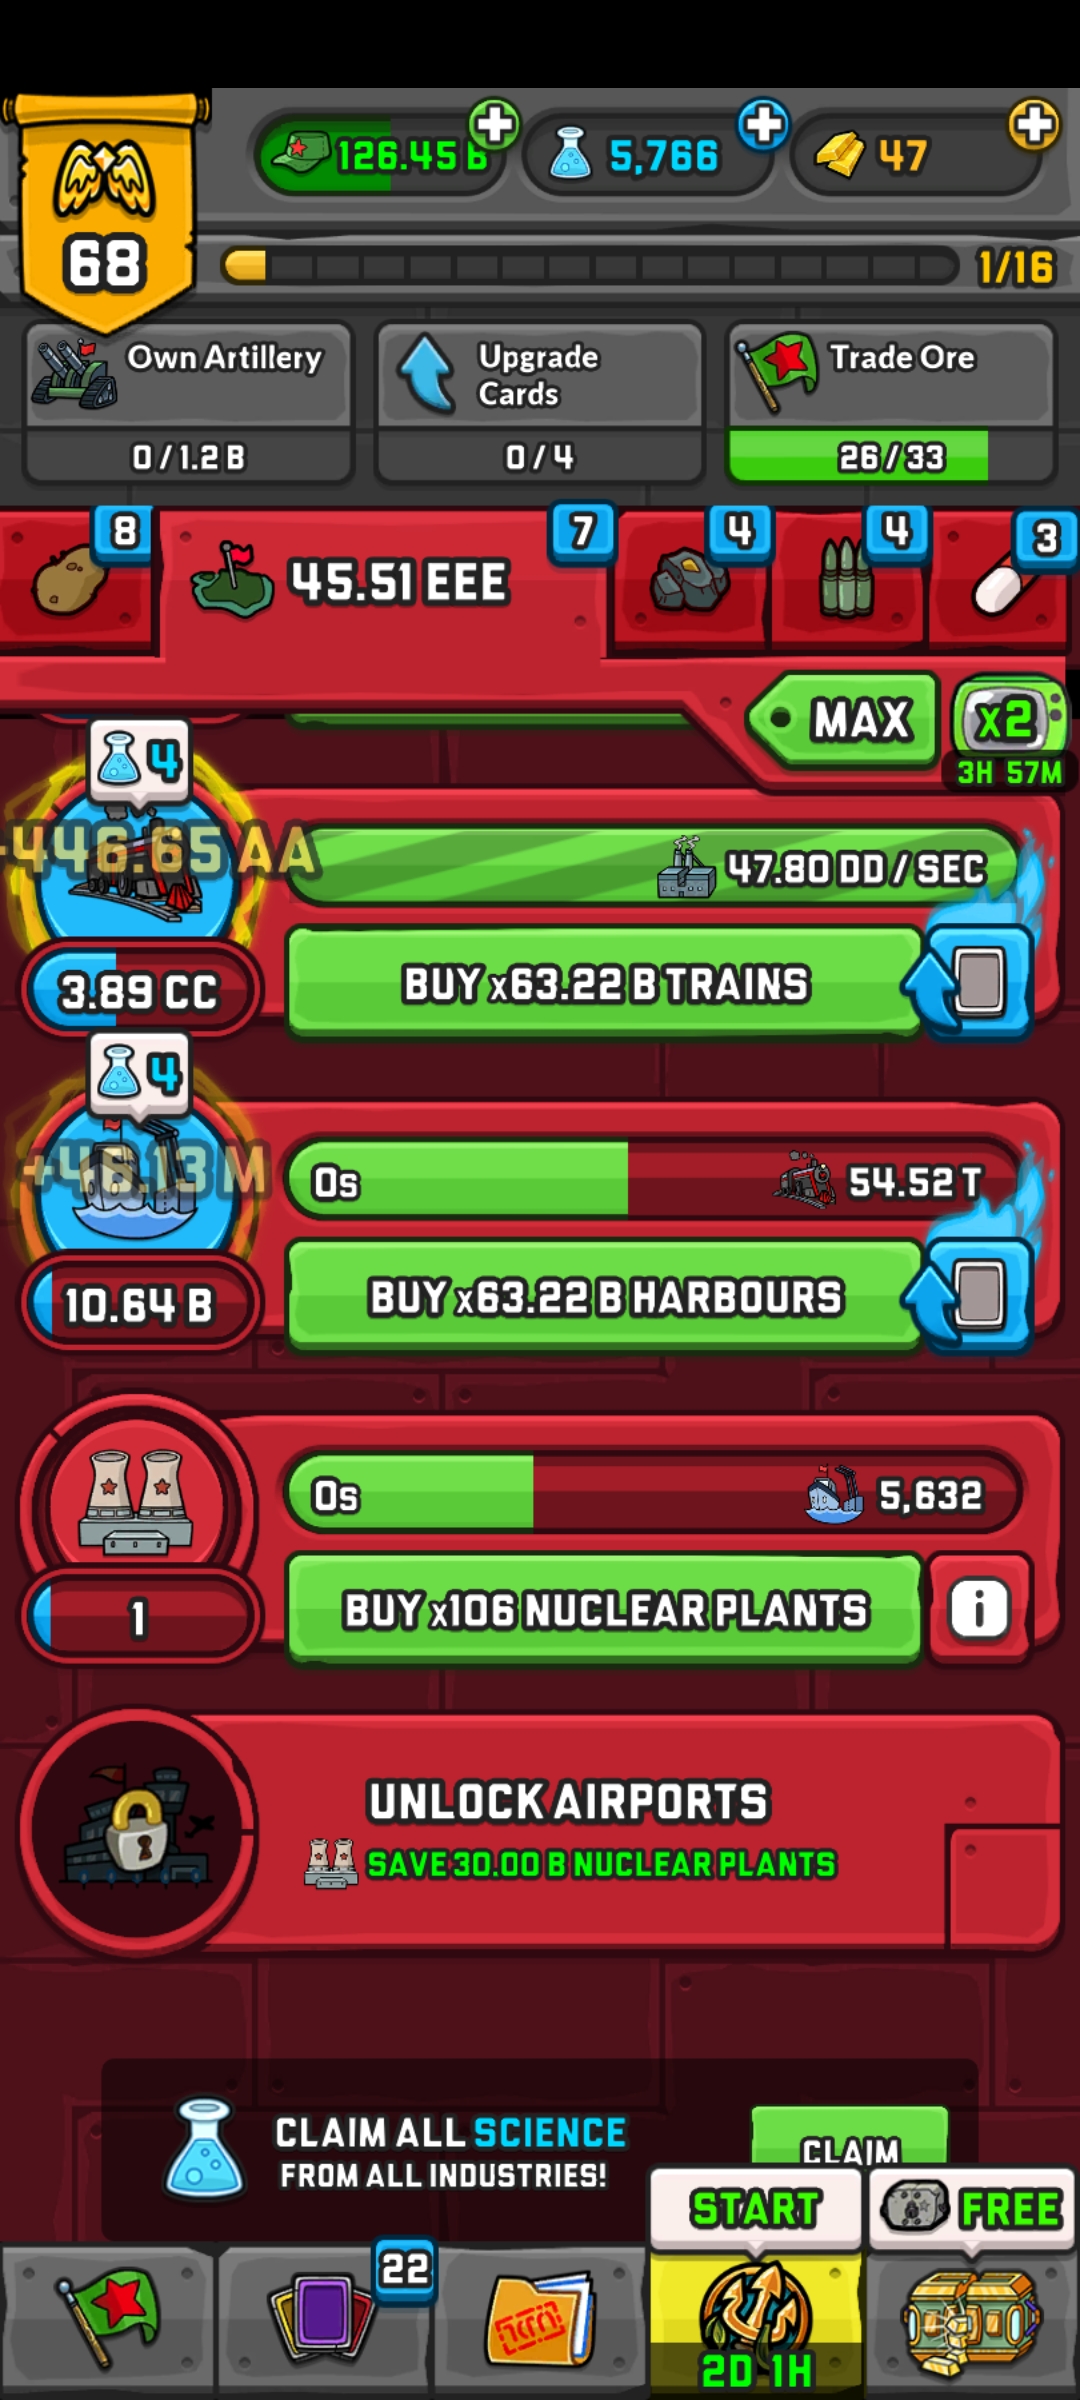 126.45 B
5,766
47
68
1/16
Own Artillery
0 / 1.2 B
Upgrade
Cards
0 / 4
Trade Ore
26 / 33
8
45.51 EEE
7
4
4
3
MAX
x2
3H 57M
4
446.65 AA
47.80 DD / SEC
3.89 CC
BUY x63.22 B TRAINS
4
+46.13 M
0s
54.52 T
10.64 B
BUY x63.22 B HARBOURS
0s
5,632
1
BUY x106 NUCLEAR PLANTS
i
UNLOCK AIRPORTS
SAVE 30.00 B NUCLEAR PLANTS
CLAIM ALL SCIENCE
FROM ALL INDUSTRIES!
CLAIM
START
FREE
22
2D 1H